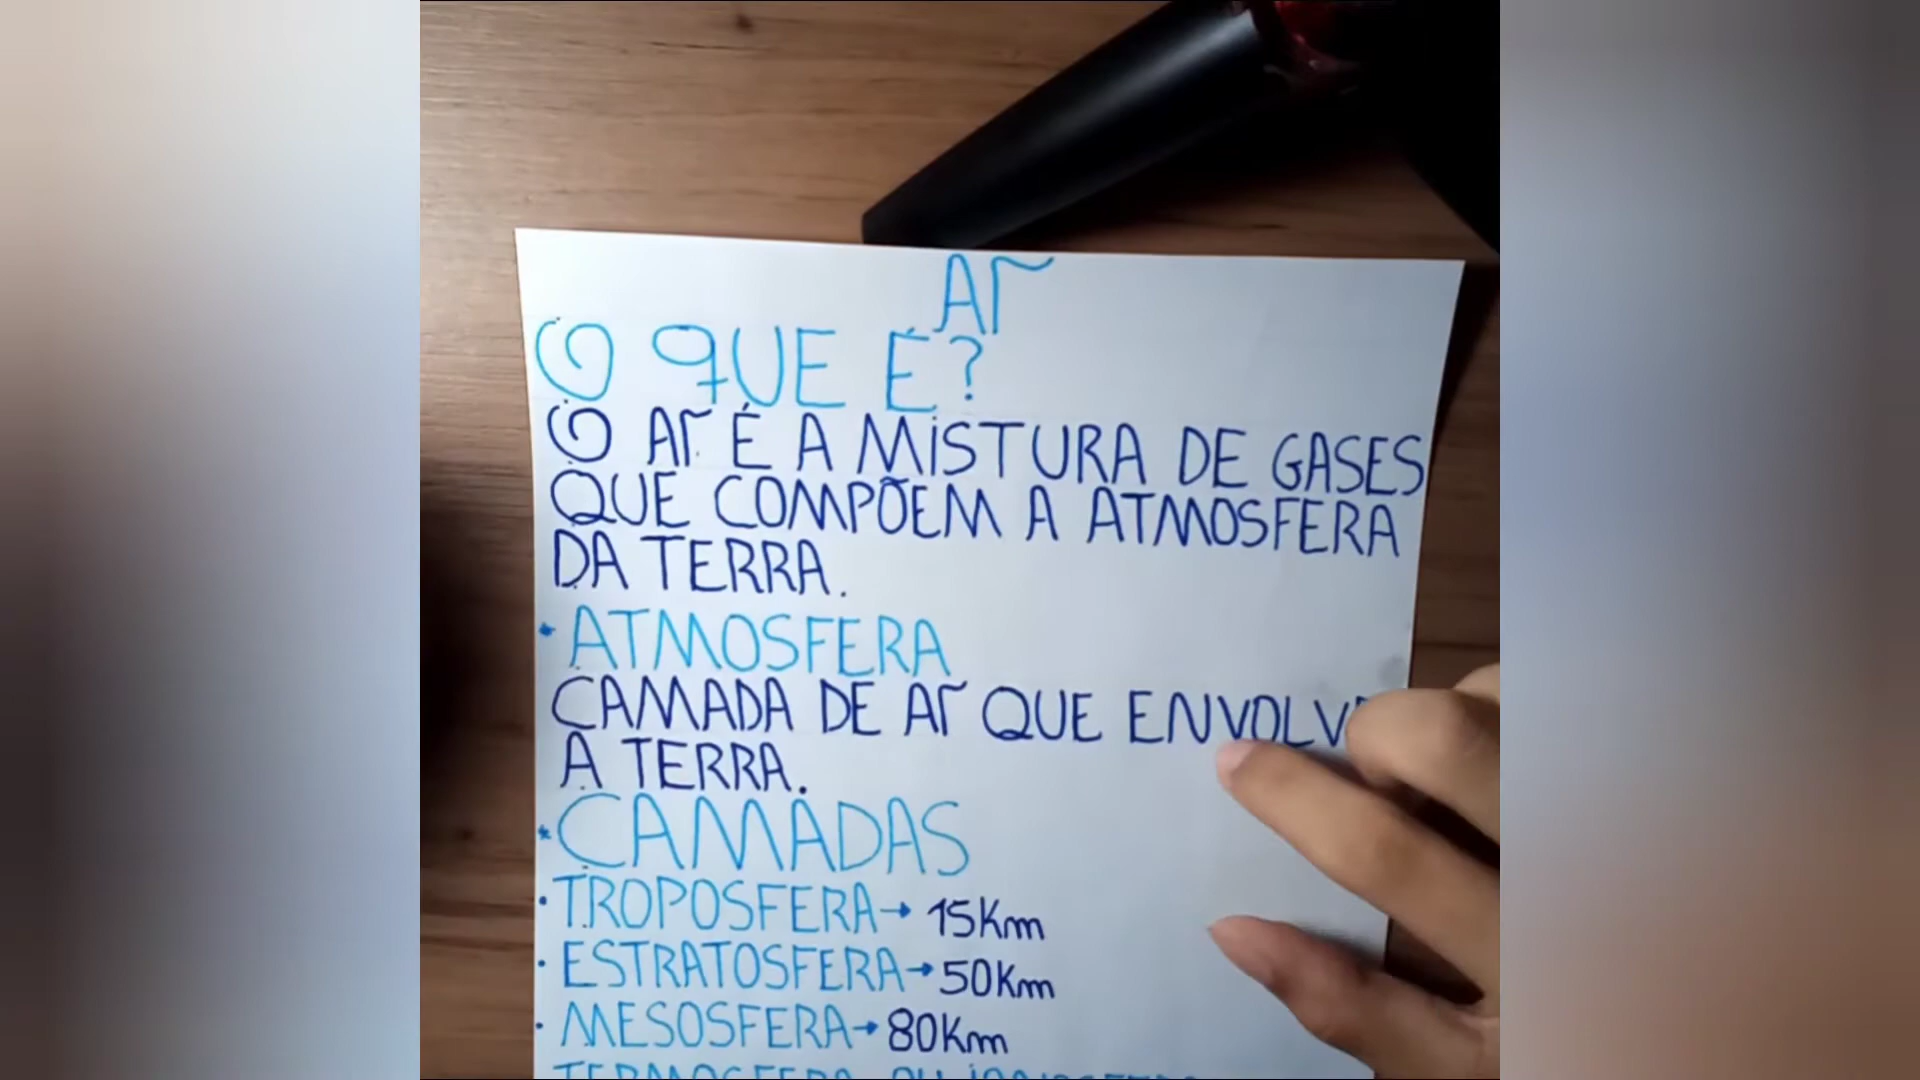 Ar
O QUE É?
O Ar É A MISTURA DE GASES
QUE COMPÕEM A ATMOSFERA
DA TERRA.
* ATMOSFERA
CAMADA DE Ar QUE
A TERRA.
* CAMADAS
• TROPOSFERA → 15Km
• ESTRATOSFERA → 50Km
• MESOSFERA → 80Km